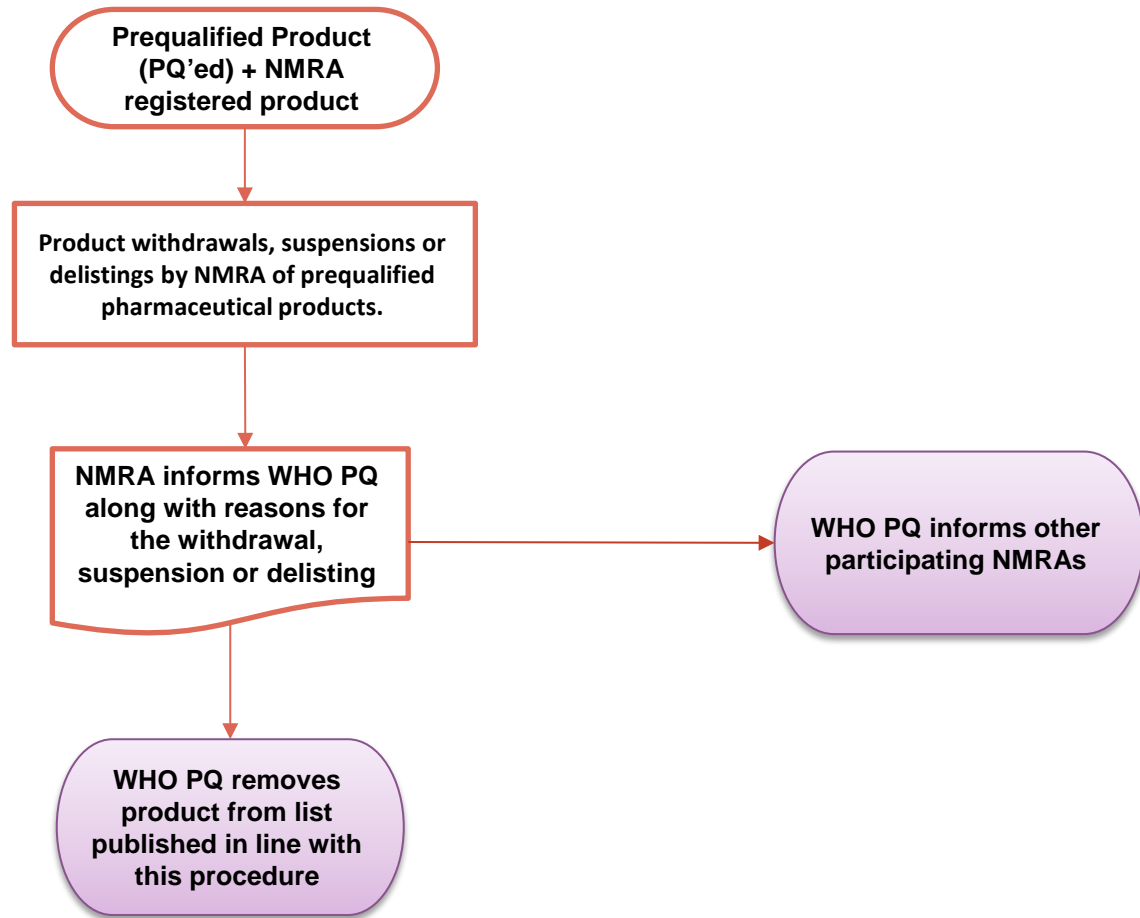 Prequalified Product
(PQ’ed) + NMRA
registered product
Product withdrawals, suspensions or
delistings by NMRA of prequalified
pharmaceutical products.
NMRA informs WHO PQ
along with reasons for
the withdrawal,
suspension or delisting
WHO PQ informs other
participating NMRAs
WHO PQ removes
product from list
published in line with
this procedure